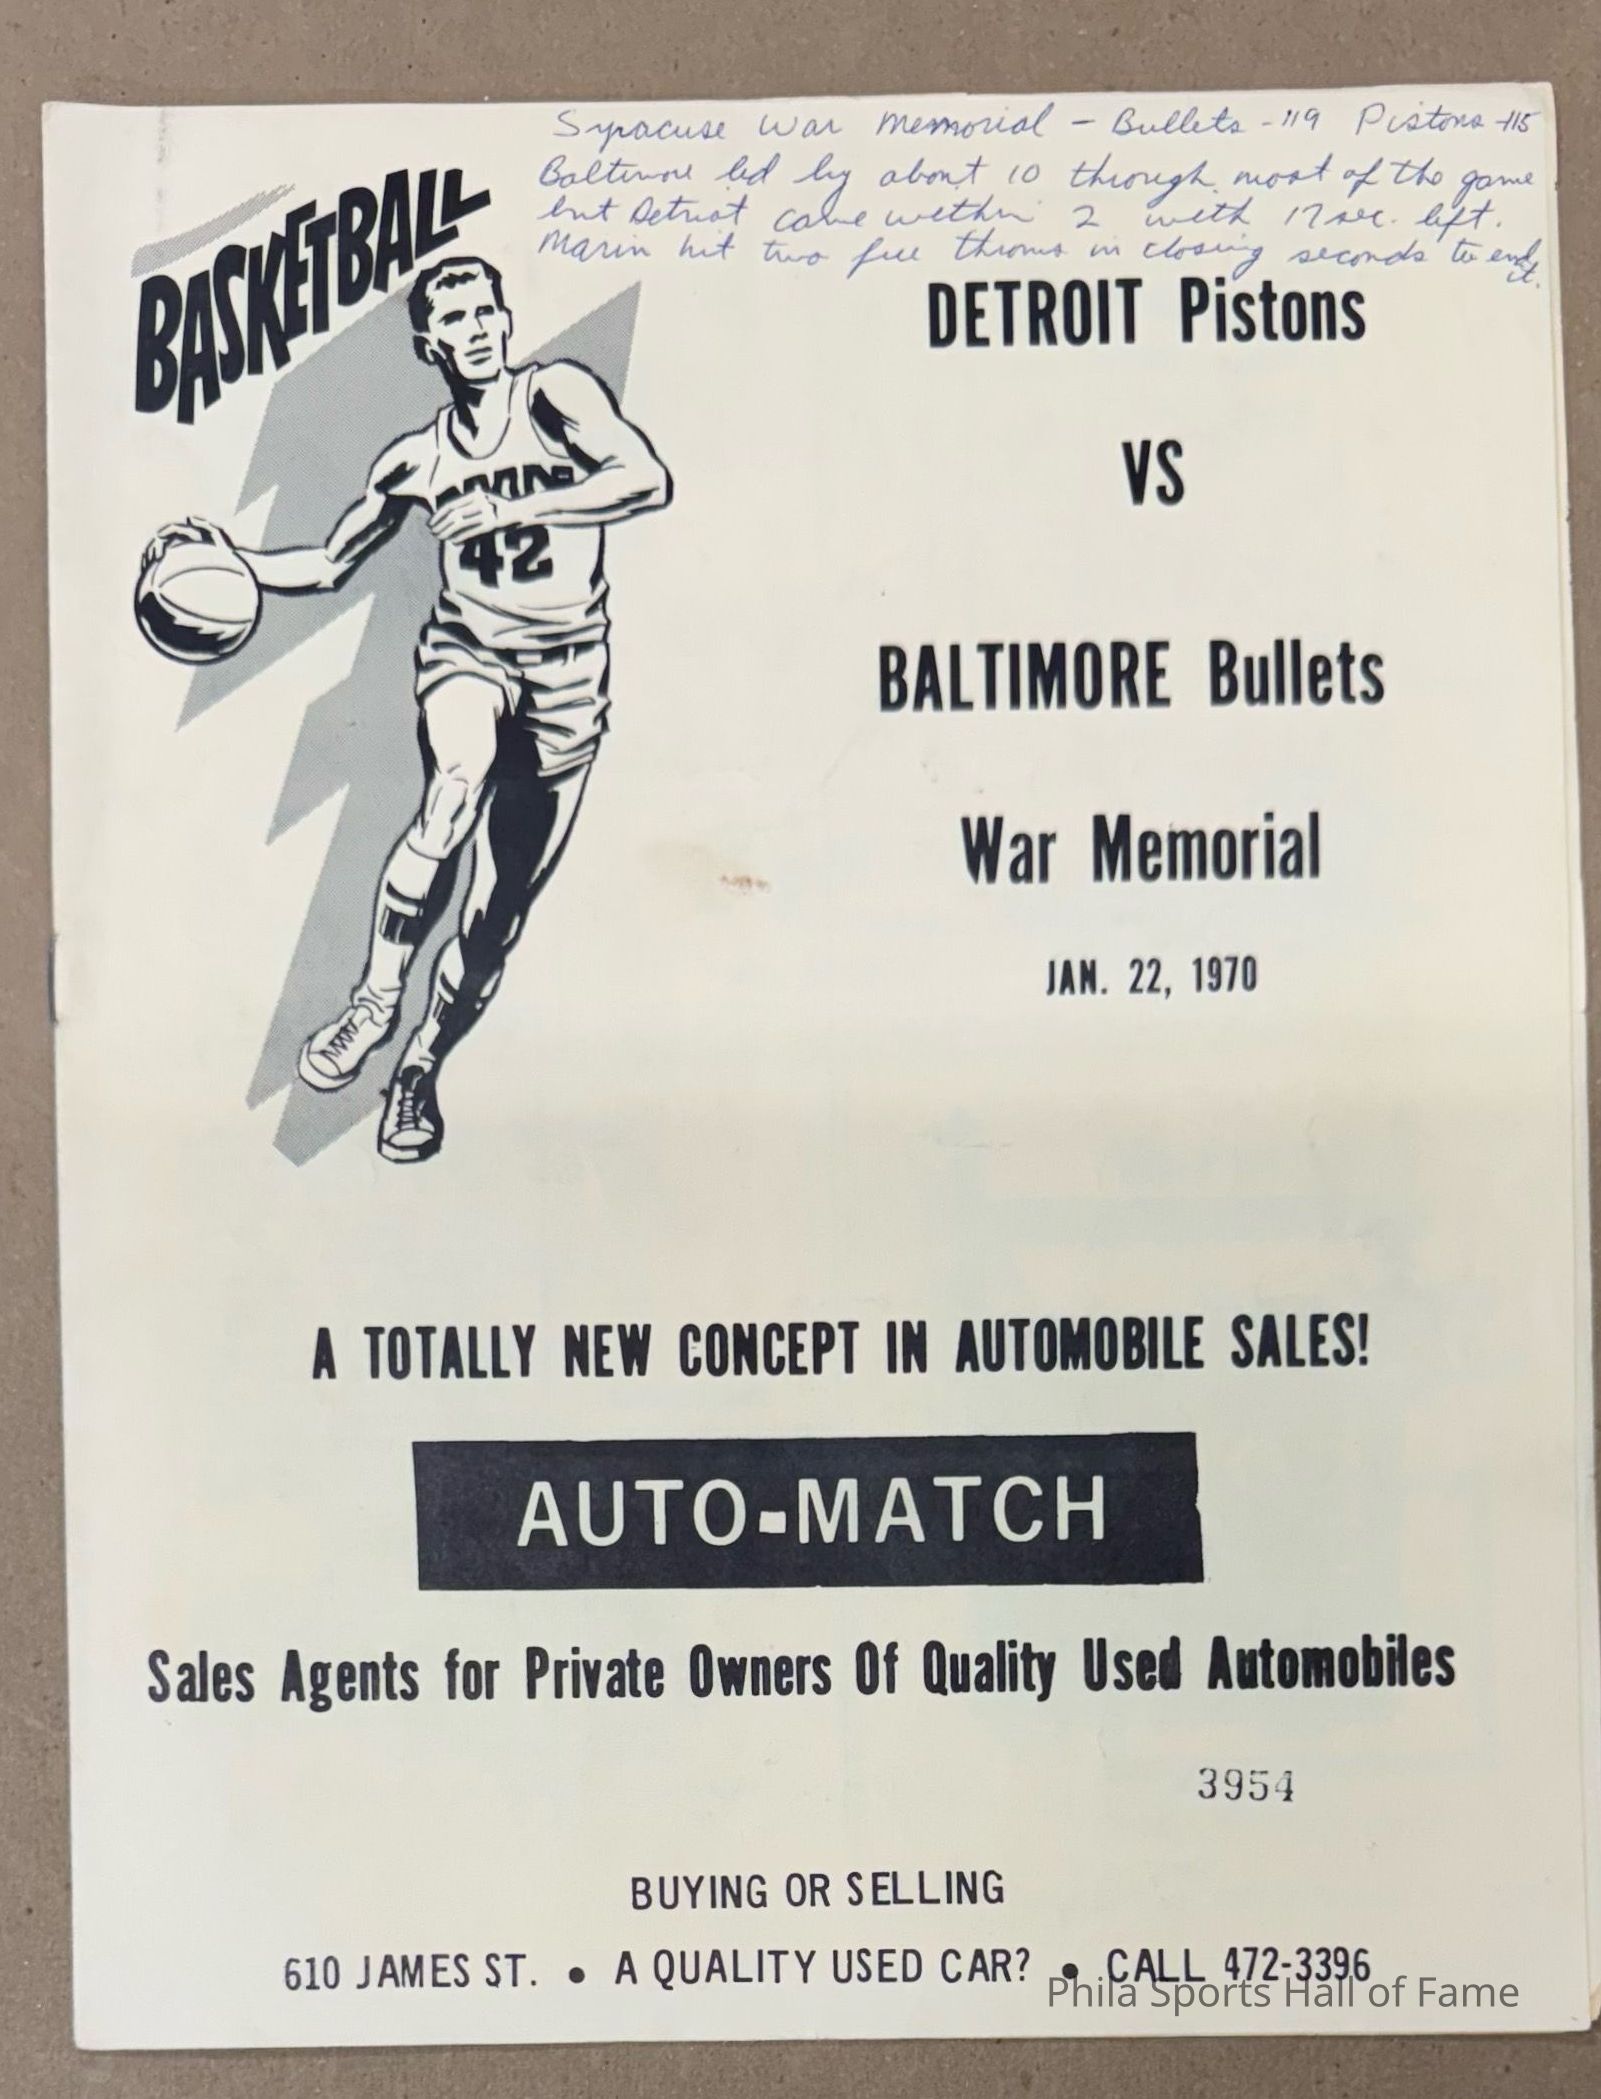 Syracuse War Memorial - Bullets - 119 Pistons - 115
Baltimore led by about 10 through most of the game
but Detroit came within 2 with 17 sec. left.
Marin hit two free throws in closing seconds to end
it.
BASKETBALL
42
DETROIT Pistons
VS
BALTIMORE Bullets
War Memorial
JAN. 22, 1970
A TOTALLY NEW CONCEPT IN AUTOMOBILE SALES!
AUTO-MATCH
Sales Agents for Private Owners Of Quality Used Automobiles
3954
BUYING OR SELLING
610 JAMES ST. • A QUALITY USED CAR? • CALL 472-3396
Phila Sports Hall of Fame